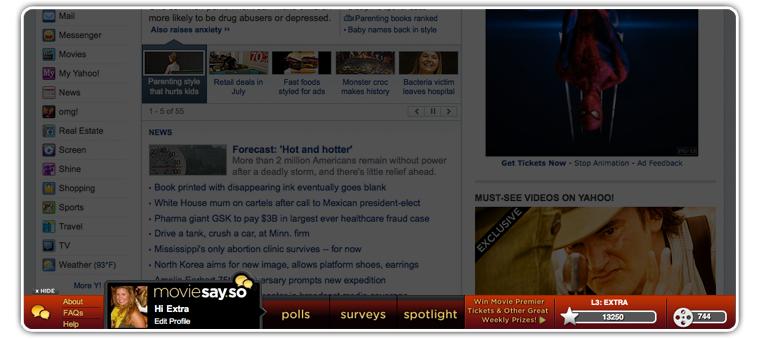 Mail
Messenger
Movies
My Yahoo!
News
omg!
Real Estate
Screen
Shine
Shopping
Sports
Travel
TV
Weather (93°F)
More Y!
more likely to be drug abusers or depressed.
Also raises anxiety ››
Parenting books ranked
• Baby names back in style
70%
Parenting style
that hurts kids
Retail deals in
July
Fast foods
styled for ads
Monster croc
makes history
Bacteria victim
leaves hospital
1 - 5 of 55
NEWS
Forecast: 'Hot and hotter'
More than 2 million Americans remain without power
after a deadly storm, and there's little relief ahead.
• Book printed with disappearing ink eventually goes blank
• White House mum on cartels after call to Mexican president-elect
• Pharma giant GSK to pay $3B in largest ever healthcare fraud case
• Drive a tank, crush a car, at Minn. firm
• Mississippi's only abortion clinic survives -- for now
• North Korea aims for new image, allows platform shoes, earrings
Amelia Earhart 75th anniversary prompts new expedition
Get Tickets Now - Stop Animation - Ad Feedback
MUST-SEE VIDEOS ON YAHOO!
EXCLUSIVE
x HIDE
About
FAQs
Help
moviesay.so
Hi Extra
Edit Profile
polls
surveys
spotlight
Win Movie Premier
Tickets & Other Great
Weekly Prizes!
L3: EXTRA
13250
744